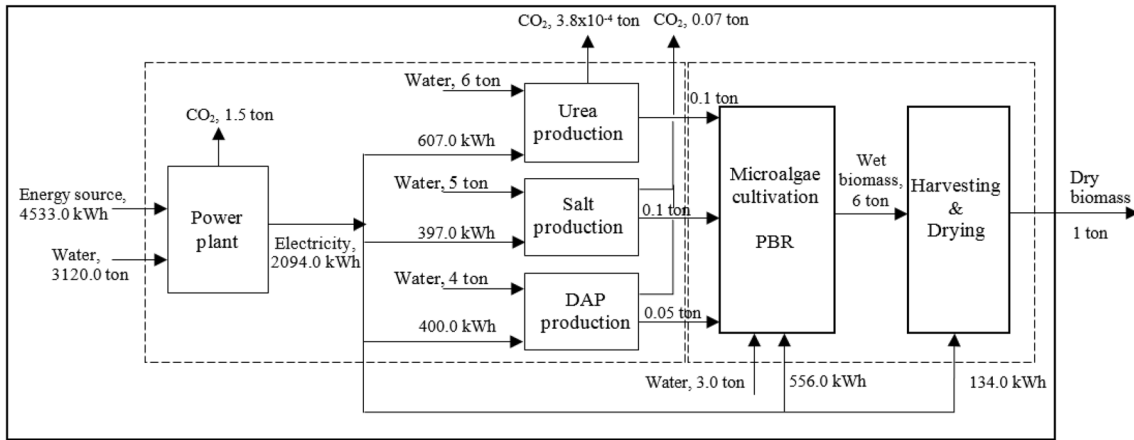 CO₂, 3.8x10⁻⁴ ton
CO₂, 0.07 ton
Water, 6 ton
CO₂, 1.5 ton
Urea
production
0.1 ton
607.0 kWh
Energy source,
4533.0 kWh
Water,
3120.0 ton
Power
plant
Electricity,
2094.0 kWh
Water, 5 ton
Salt
production
0.1 ton
397.0 kWh
Water, 4 ton
DAP
production
0.05 ton
400.0 kWh
Microalgae
cultivation
PBR
Wet
biomass,
6 ton
Harvesting
&
Drying
Dry
biomass
1 ton
Water, 3.0 ton
556.0 kWh
134.0 kWh